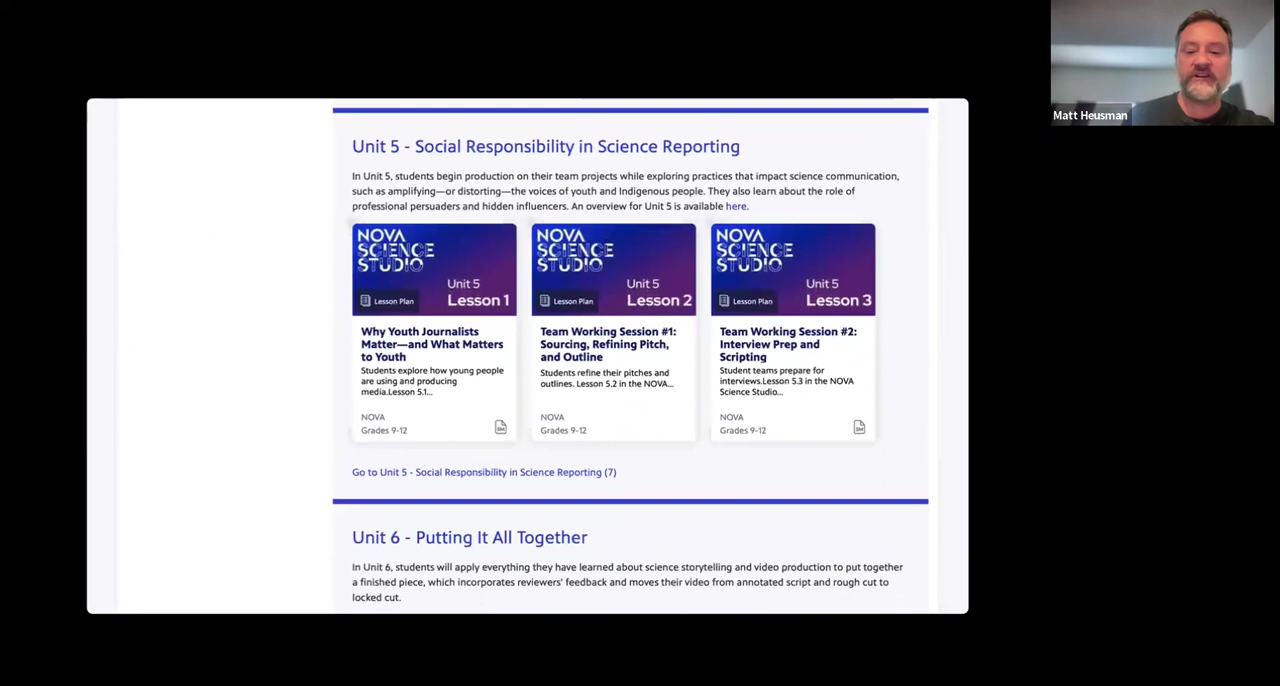 Matt Heusman
Unit 5 - Social Responsibility in Science Reporting
In Unit 5, students begin production on their team projects while exploring practices that impact science communication,
such as amplifying—or distorting—the voices of youth and Indigenous people. They also learn about the role of
professional persuaders and hidden influencers. An overview for Unit 5 is available here.
NOVA
SCIENCE
STUDIO
Unit 5
Lesson Plan
Lesson 1
Why Youth Journalists
Matter—and What Matters
to Youth
Students explore how young people
are using and producing
media.Lesson 5.1...
NOVA
Grades 9-12
SM
NOVA
SCIENCE
STUDIO
Unit 5
Lesson Plan
Lesson 2
Team Working Session #1:
Sourcing, Refining Pitch,
and Outline
Students refine their pitches and
outlines. Lesson 5.2 in the NOVA...
NOVA
Grades 9-12
NOVA
SCIENCE
STUDIO
Unit 5
Lesson Plan
Lesson 3
Team Working Session #2:
Interview Prep and
Scripting
Student teams prepare for
interviews.Lesson 5.3 in the NOVA
Science Studio...
NOVA
Grades 9-12
SM
Go to Unit 5 - Social Responsibility in Science Reporting (7)
Unit 6 - Putting It All Together
In Unit 6, students will apply everything they have learned about science storytelling and video production to put together
a finished piece, which incorporates reviewers' feedback and moves their video from annotated script and rough cut to
locked cut.